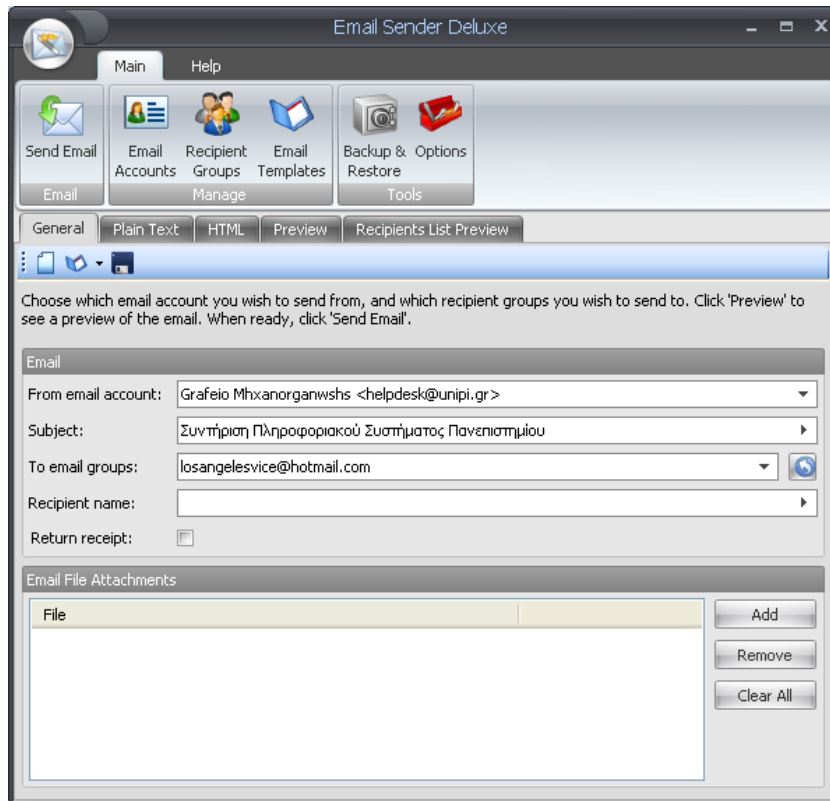 Email Sender Deluxe
Main Help
Send Email
Email Accounts
Recipient Groups
Email Templates
Backup & Restore
Options
Email Manage Tools
General Plain Text HTML Preview Recipients List Preview
Choose which email account you wish to send from, and which recipient groups you wish to send to. Click 'Preview' to
see a preview of the email. When ready, click 'Send Email'.
Email
From email account: Grafeio Mhxanorganwshs <helpdesk@unipi.gr>
Subject: Συντήριση Πληροφοριακού Συστήματος Πανεπιστημίου
To email groups: losangelesvice@hotmail.com
Recipient name:
Return receipt:
Email File Attachments
File
Add
Remove
Clear All